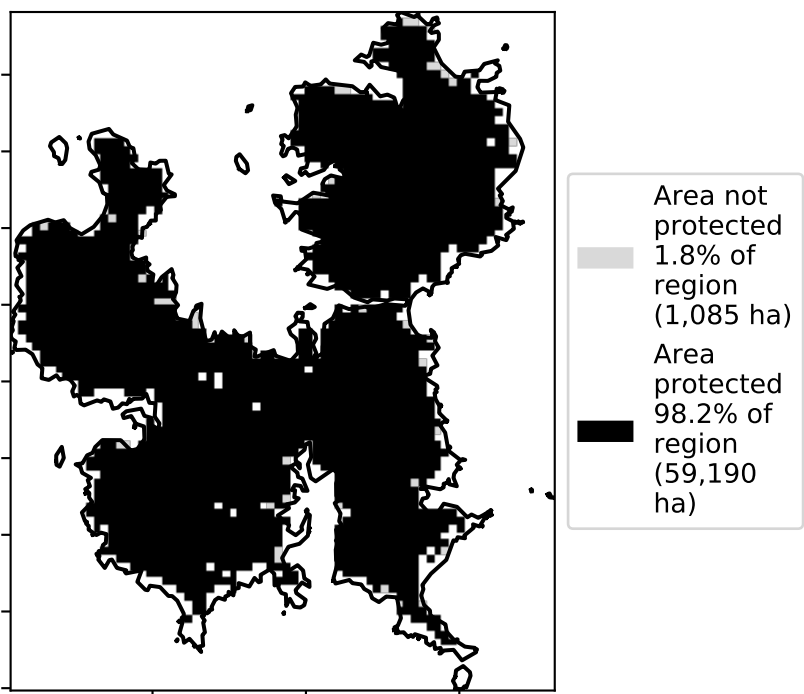 Area not
protected
1.8% of
region
(1,085 ha)
Area
protected
98.2% of
region
(59,190
ha)